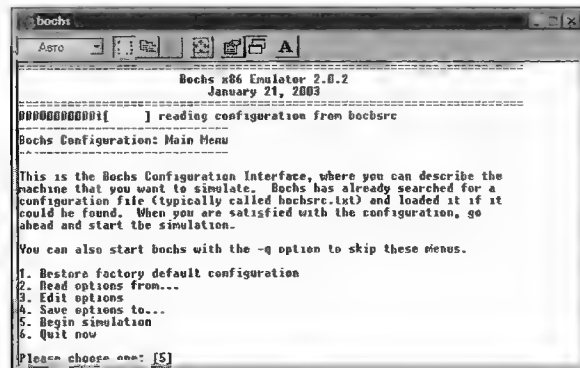 bochs
Авто
Bochs x86 Emulator 2.0.2
January 21, 2003
00000000000i[     ] reading configuration from bochsrc
Bochs Configuration: Main Menu
This is the Bochs Configuration Interface, where you can describe the
machine that you want to simulate.  Bochs has already searched for a
configuration file (typically called bochsrc.txt) and loaded it if it
could be found.  When you are satisfied with the configuration, go
ahead and start the simulation.
You can also start bochs with the -q option to skip these menus.
1. Restore factory default configuration
2. Read options from...
3. Edit options
4. Save options to...
5. Begin simulation
6. Quit now
Please choose one: [5]